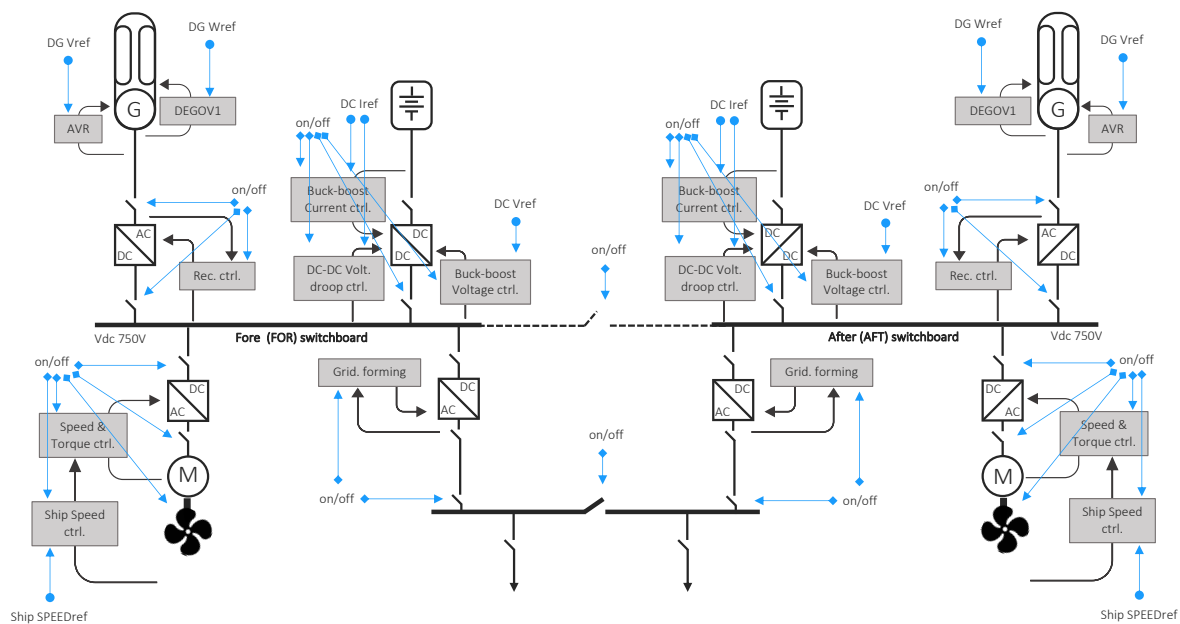 DG Vref
DG Wref
G
AVR
DEGOV1
on/off
AC
DC
Rec. ctrl.
DC Iref
on/off
Buck-boost
Current ctrl.
DC
DC
DC Vref
DC-DC Volt.
droop ctrl.
Buck-boost
Voltage ctrl.
on/off
DC Iref
on/off
Buck-boost
Current ctrl.
DC
DC
DC Vref
DC-DC Volt.
droop ctrl.
Buck-boost
Voltage ctrl.
DG Wref
DG Vref
G
DEGOV1
AVR
on/off
AC
DC
Rec. ctrl.
Vdc 750V
Fore (FOR) switchboard
After (AFT) switchboard
Vdc 750V
on/off
DC
AC
Speed &
Torque ctrl.
M
Ship Speed
ctrl.
Ship SPEEDref
Grid. forming
DC
AC
on/off
on/off
Grid. forming
DC
AC
on/off
on/off
DC
AC
Speed &
Torque ctrl.
M
Ship Speed
ctrl.
Ship SPEEDref